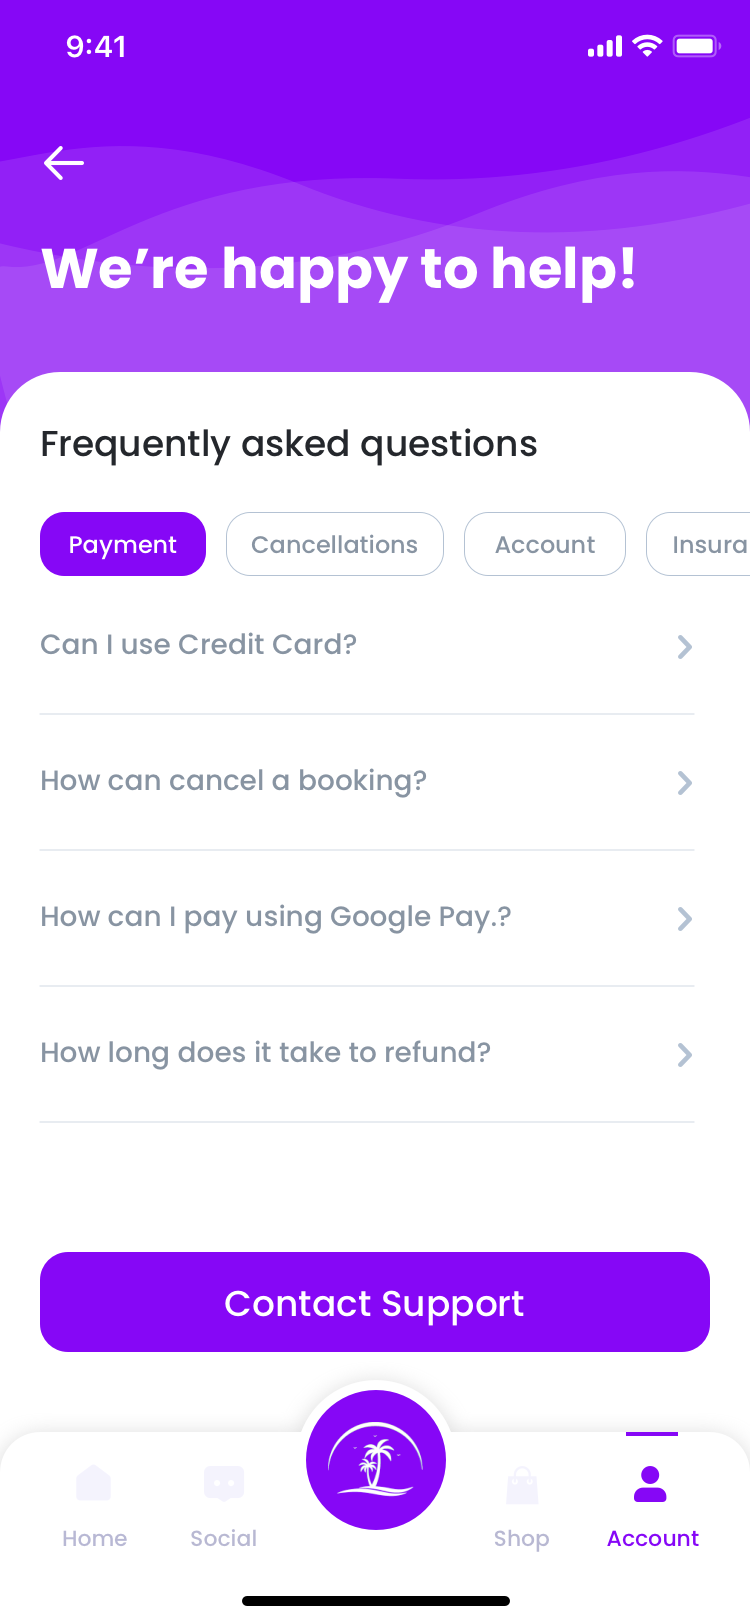 9:41
We’re happy to help!
Frequently asked questions
Payment Cancellations Account Insura
Can I use Credit Card?
How can cancel a booking?
How can I pay using Google Pay.?
How long does it take to refund?
Contact Support
Home Social Shop Account